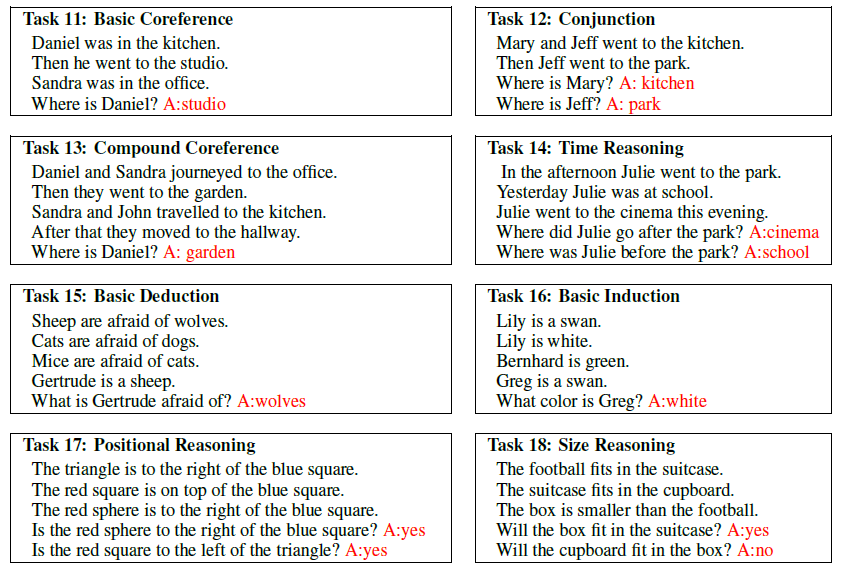 Task 11: Basic Coreference
Daniel was in the kitchen.
Then he went to the studio.
Sandra was in the office.
Where is Daniel? A:studio
Task 12: Conjunction
Mary and Jeff went to the kitchen.
Then Jeff went to the park.
Where is Mary? A: kitchen
Where is Jeff? A: park
Task 13: Compound Coreference
Daniel and Sandra journeyed to the office.
Then they went to the garden.
Sandra and John travelled to the kitchen.
After that they moved to the hallway.
Where is Daniel? A: garden
Task 14: Time Reasoning
In the afternoon Julie went to the park.
Yesterday Julie was at school.
Julie went to the cinema this evening.
Where did Julie go after the park? A:cinema
Where was Julie before the park? A:school
Task 15: Basic Deduction
Sheep are afraid of wolves.
Cats are afraid of dogs.
Mice are afraid of cats.
Gertrude is a sheep.
What is Gertrude afraid of? A:wolves
Task 16: Basic Induction
Lily is a swan.
Lily is white.
Bernhard is green.
Greg is a swan.
What color is Greg? A:white
Task 17: Positional Reasoning
The triangle is to the right of the blue square.
The red square is on top of the blue square.
The red sphere is to the right of the blue square.
Is the red sphere to the right of the blue square? A:yes
Is the red square to the left of the triangle? A:yes
Task 18: Size Reasoning
The football fits in the suitcase.
The suitcase fits in the cupboard.
The box is smaller than the football.
Will the box fit in the suitcase? A:yes
Will the cupboard fit in the box? A:no